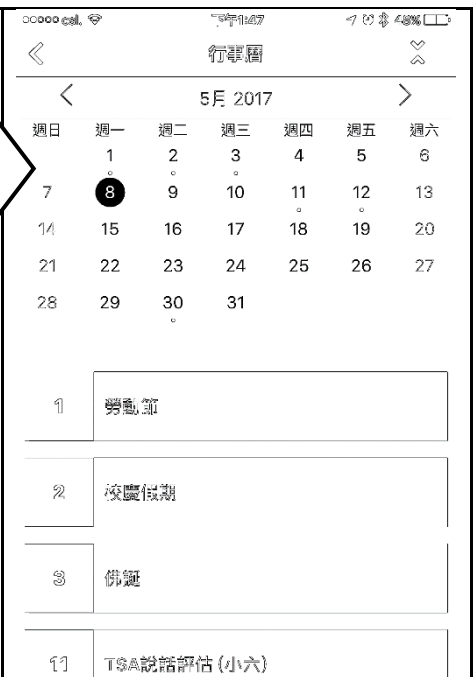 csl. 下午1:47 48%
行事曆
5月 2017
週日 週一 週二 週三 週四 週五 週六
1 2 3 4 5 6
7 8 9 10 11 12 13
14 15 16 17 18 19 20
21 22 23 24 25 26 27
28 29 30 31
1 勞動節
2 校慶假期
3 佛誕
11 TSA說話評估(小六)